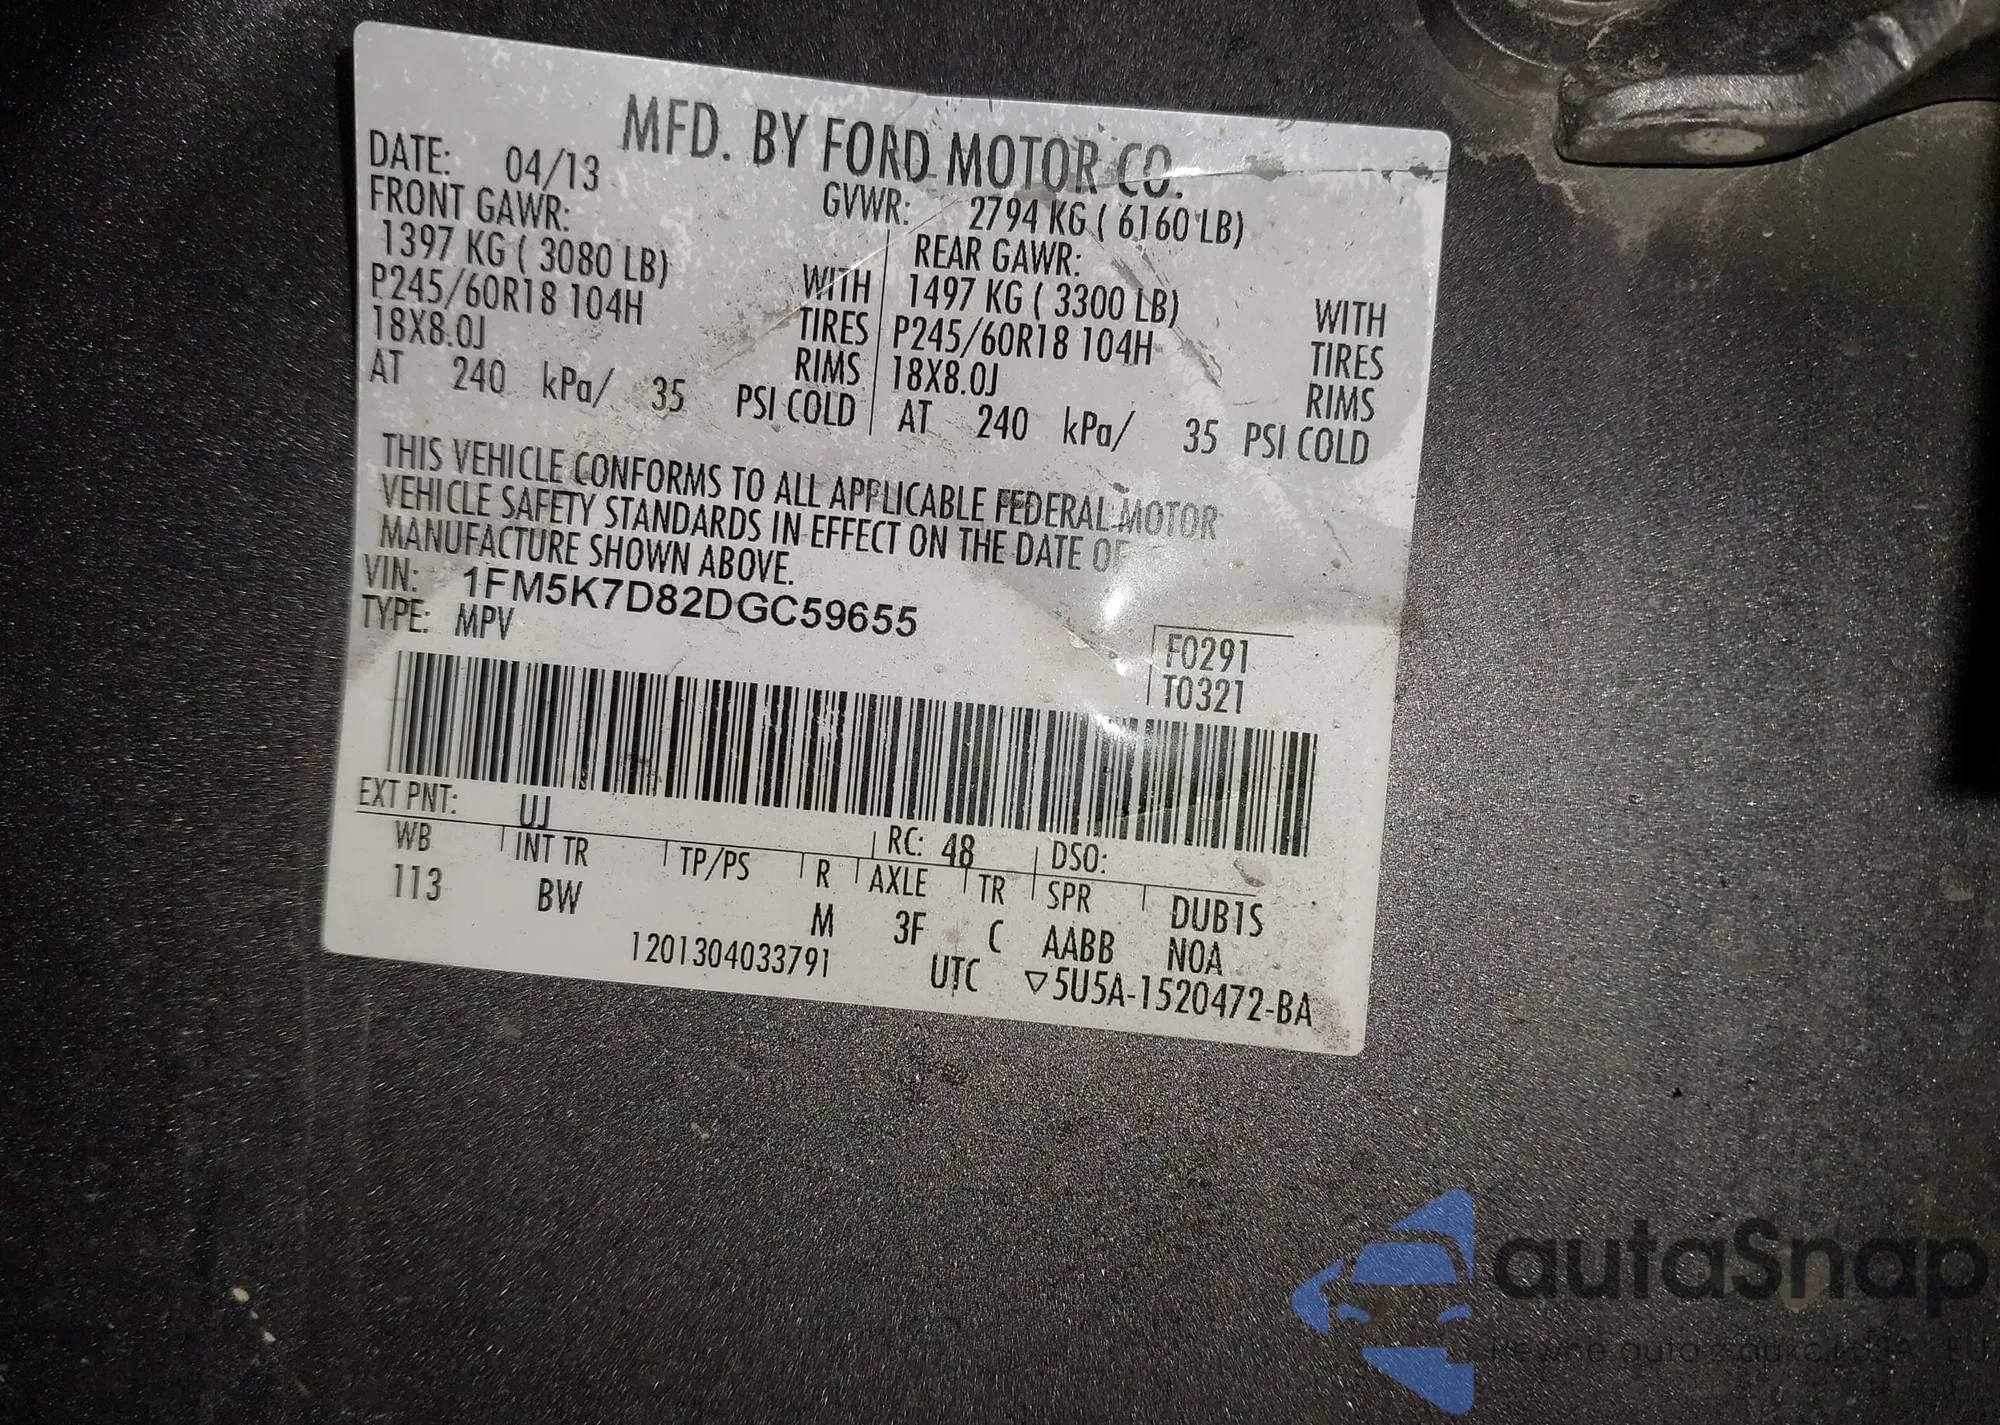 MFD. BY FORD MOTOR CO.
DATE: 04/13
GVWR: 2794 KG ( 6160 LB)
FRONT GAWR:
REAR GAWR:
1397 KG ( 3080 LB) WITH
1497 KG ( 3300 LB) WITH
P245/60R18 104H TIRES
P245/60R18 104H TIRES
18X8.0J RIMS
18X8.0J RIMS
AT 240 kPa/ 35 PSI COLD
AT 240 kPa/ 35 PSI COLD
THIS VEHICLE CONFORMS TO ALL APPLICABLE FEDERAL MOTOR
VEHICLE SAFETY STANDARDS IN EFFECT ON THE DATE OF
MANUFACTURE SHOWN ABOVE.
VIN: 1FM5K7D82DGC59655
TYPE: MPV
F0291
T0321
EXT PNT: UJ RC: 48 DSO:
WB INT TR TP/PS R AXLE TR SPR DUB1S
113 BW M 3F C AABB NOA
1201304033791 UTC ▽5U5A-1520472-BA
autaSnap